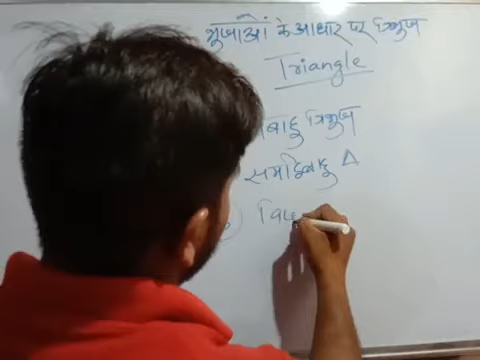 भुजाओं के आधार पर त्रिभुज
Triangle
बाहु त्रिभुज
समद्विबाहु Δ
वि